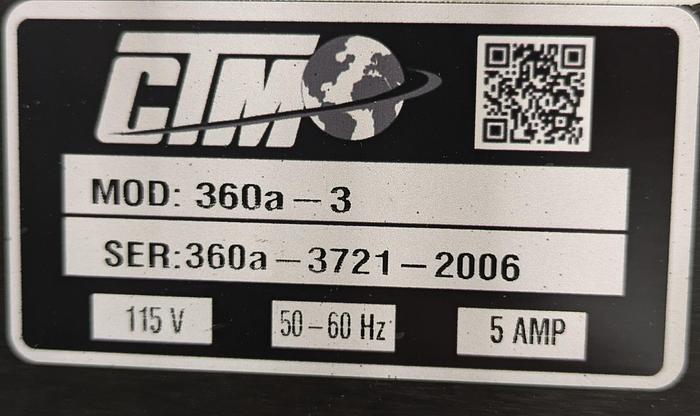 CTM
MOD: 360a-3
SER:360a-3721-2006
115 V
50-60 Hz
5 AMP